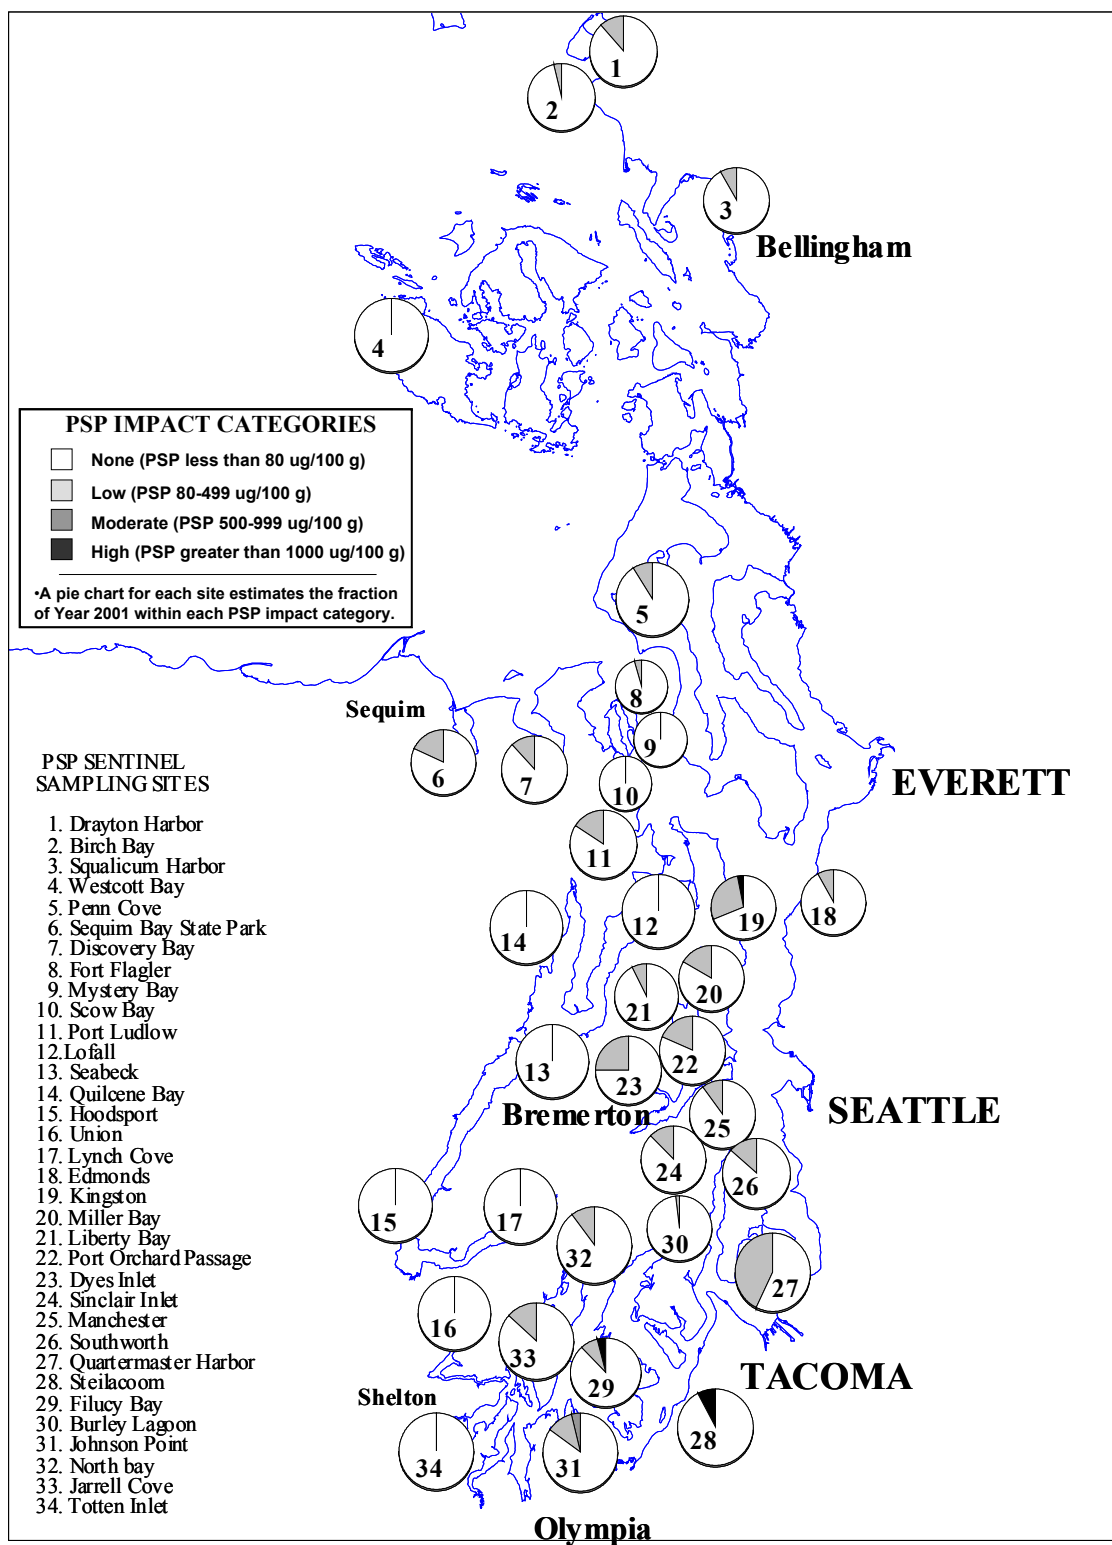 1
2
3
Bellingham
4
PSP IMPACT CATEGORIES
None (PSP less than 80 ug/100 g)
Low (PSP 80-499 ug/100 g)
Moderate (PSP 500-999 ug/100 g)
High (PSP greater than 1000 ug/100 g)
•A pie chart for each site estimates the fraction
of Year 2001 within each PSP impact category.
5
8
Sequim
9
6
7
10
EVERETT
11
12
19
18
14
20
21
22
13
23
Bremerton
SEATTLE
25
24
26
15
17
32
30
27
16
33
29
TACOMA
Shelton
28
34
31
Olympia
PSP SENTINEL
SAMPLING SITES
1. Drayton Harbor
2. Birch Bay
3. Squalicum Harbor
4. Westcott Bay
5. Penn Cove
6. Sequim Bay State Park
7. Discovery Bay
8. Fort Flagler
9. Mystery Bay
10. Scow Bay
11. Port Ludlow
12. Lofall
13. Seabeck
14. Quilcene Bay
15. Hoodsport
16. Union
17. Lynch Cove
18. Edmonds
19. Kingston
20. Miller Bay
21. Liberty Bay
22. Port Orchard Passage
23. Dyes Inlet
24. Sinclair Inlet
25. Manchester
26. Southworth
27. Quartermaster Harbor
28. Steilacoom
29. Filucy Bay
30. Burley Lagoon
31. Johnson Point
32. North bay
33. Jarrell Cove
34. Totten Inlet